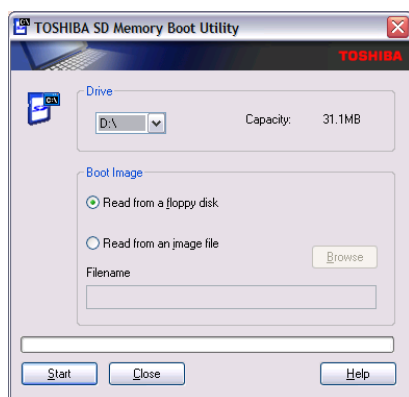 TOSHIBA SD Memory Boot Utility
TOSHIBA
Drive
C:\
D:\ Capacity: 31.1MB
Boot Image
Read from a floppy disk
Read from an image file
Browse
Filename
Start Close Help